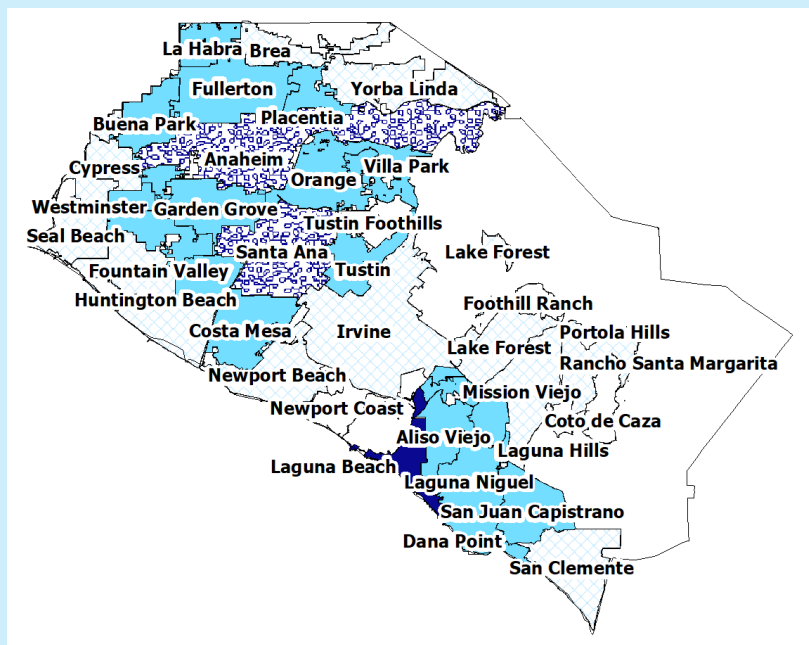 La Habra
Brea
Fullerton
Yorba Linda
Placentia
Buena Park
Anaheim
Cypress
Villa Park
Orange
Westminster
Garden Grove
Tustin Foothills
Seal Beach
Santa Ana
Lake Forest
Fountain Valley
Tustin
Huntington Beach
Foothill Ranch
Costa Mesa
Irvine
Portola Hills
Lake Forest
Rancho Santa Margarita
Newport Beach
Mission Viejo
Newport Coast
Coto de Caza
Aliso Viejo
Laguna Hills
Laguna Beach
Laguna Niguel
San Juan Capistrano
Dana Point
San Clemente